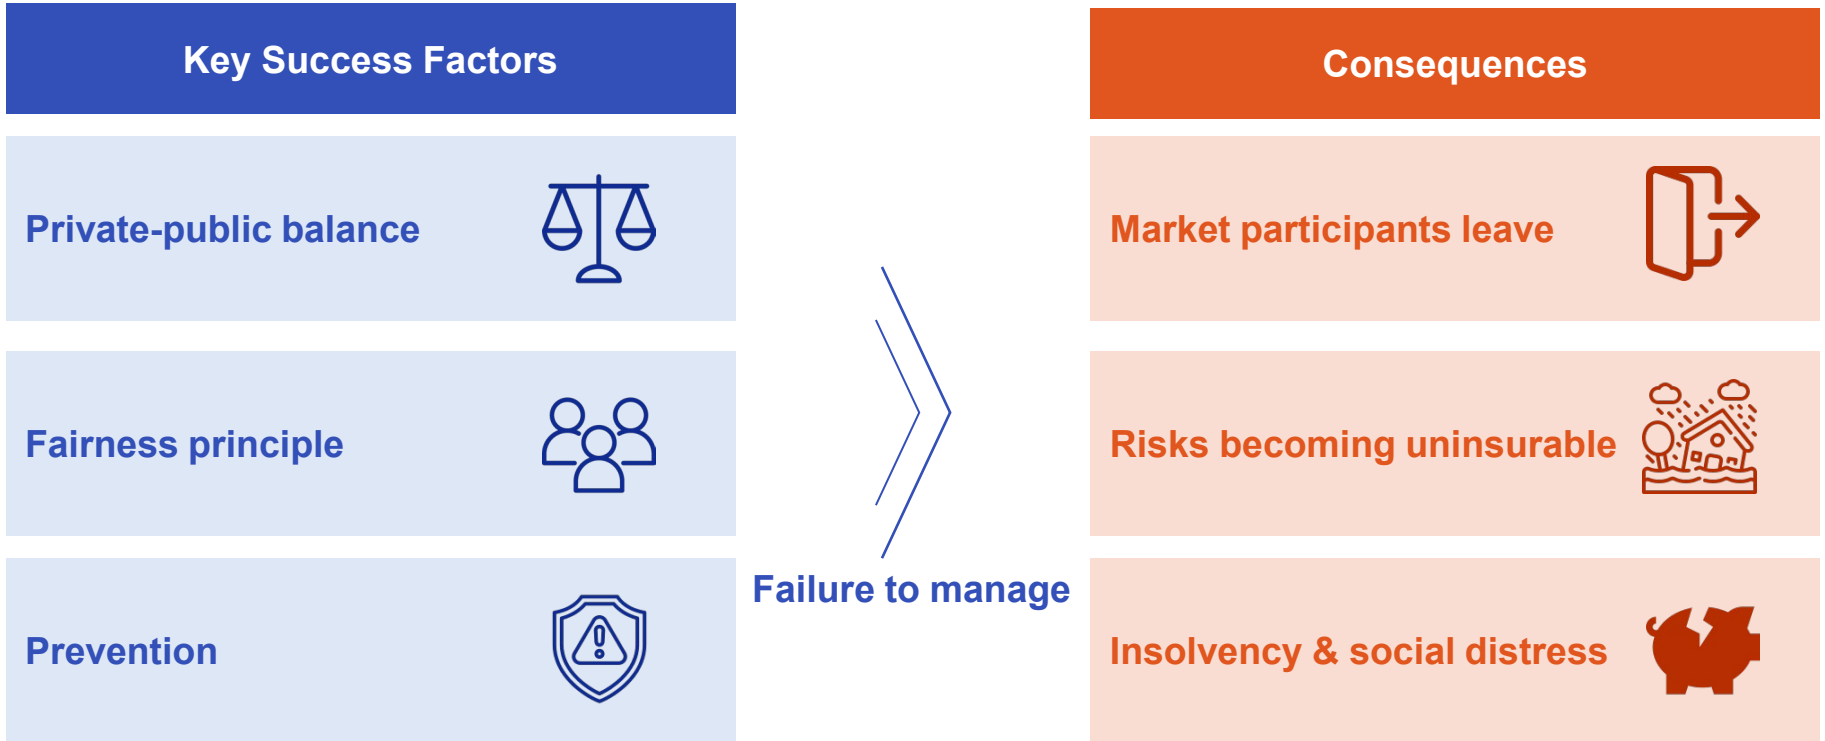 Key Success Factors
Private-public balance
Fairness principle
Prevention
Failure to manage
Consequences
Market participants leave
Risks becoming uninsurable
Insolvency & social distress